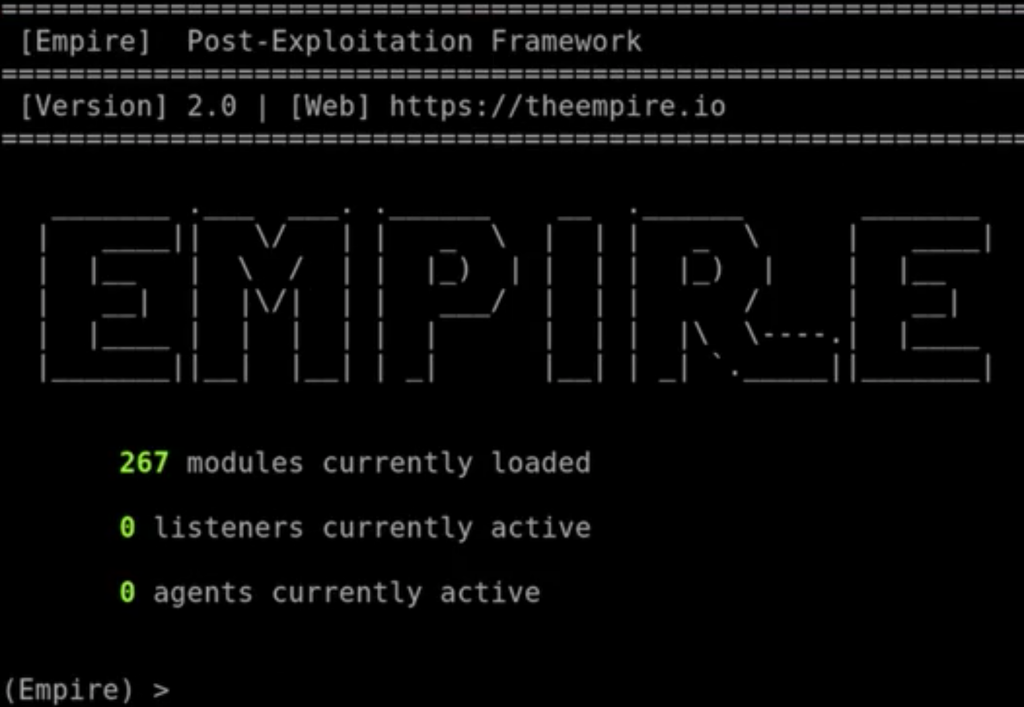 [Empire] Post-Exploitation Framework
[Version] 2.0 | [Web] https://theempire.io
EMPIRE
267 modules currently loaded
0 listeners currently active
0 agents currently active
(Empire) >